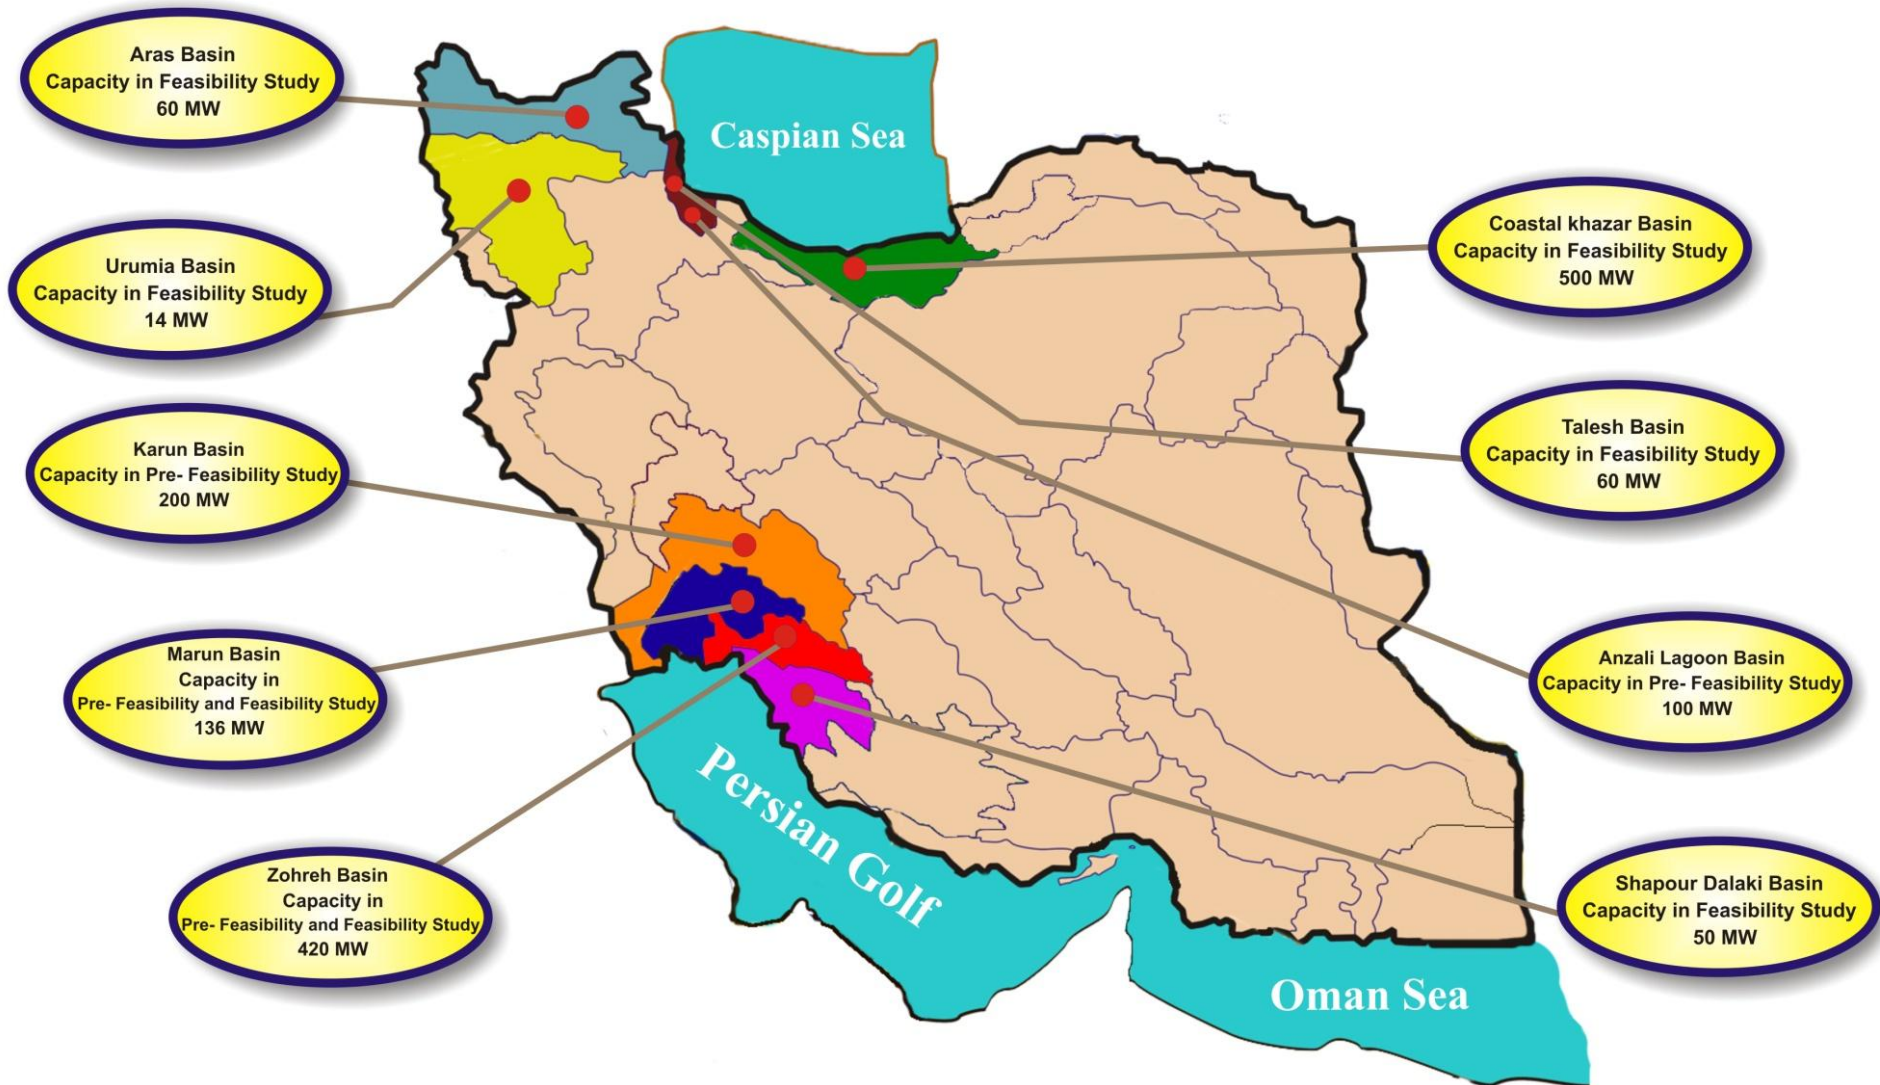 Aras Basin
Capacity in Feasibility Study
60 MW
Caspian Sea
Urumia Basin
Capacity in Feasibility Study
14 MW
Coastal khazar Basin
Capacity in Feasibility Study
500 MW
Karun Basin
Capacity in Pre- Feasibility Study
200 MW
Talesh Basin
Capacity in Feasibility Study
60 MW
Marun Basin
Capacity in
Pre- Feasibility and Feasibility Study
136 MW
Anzali Lagoon Basin
Capacity in Pre- Feasibility Study
100 MW
Persian Golf
Zohreh Basin
Capacity in
Pre- Feasibility and Feasibility Study
420 MW
Shapour Dalaki Basin
Capacity in Feasibility Study
50 MW
Oman Sea